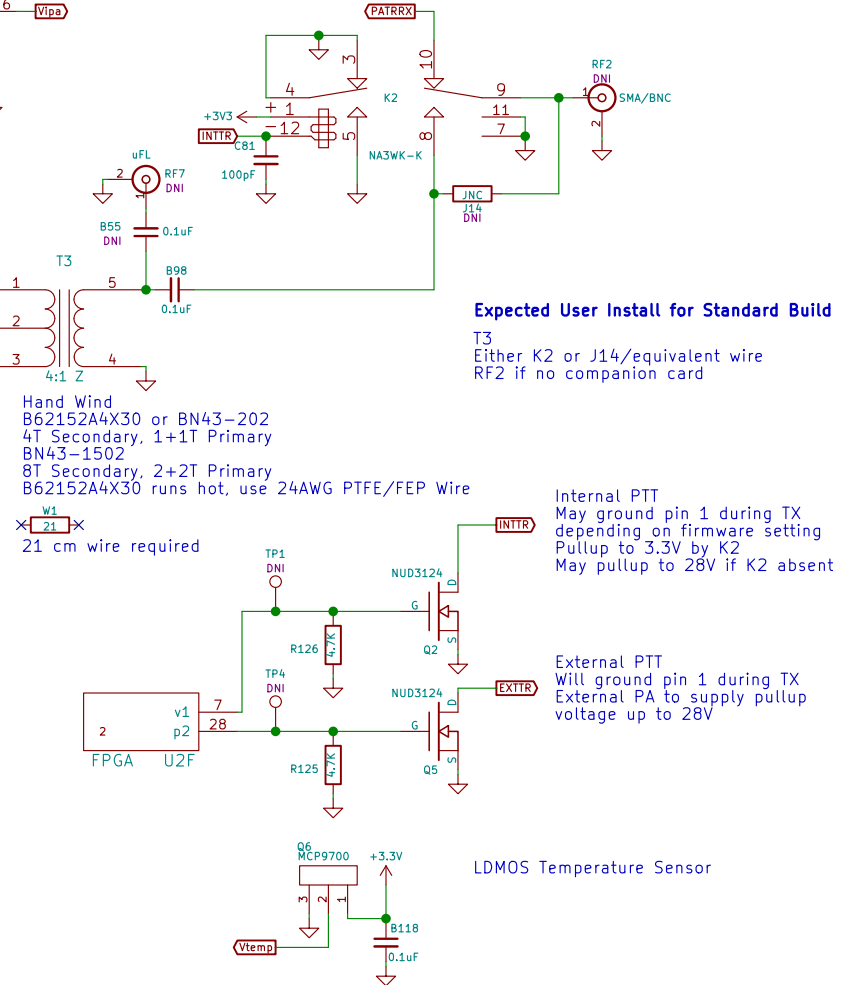 6
Vipa
PATRRX
3
10
4
K2
9
RF2
DNI
1
SMA/BNC
2
+3V3
+ 1
− 12
INTTR
C81
100pF
5
8
11
7
NA3WK-K
uFL
2
RF7
DNI
1
JNC
J14
DNI
B55
DNI
0.1uF
T3
B98
0.1uF
1
2
3
5
4
4:1 Z
Expected User Install for Standard Build
T3
Either K2 or J14/equivalent wire
RF2 if no companion card
Hand Wind
B62152A4X30 or BN43-202
4T Secondary, 1+1T Primary
BN43-1502
8T Secondary, 2+2T Primary
B62152A4X30 runs hot, use 24AWG PTFE/FEP Wire
W1
21
21 cm wire required
Internal PTT
May ground pin 1 during TX
depending on firmware setting
Pullup to 3.3V by K2
May pullup to 28V if K2 absent
INTTR
TP1
DNI
NUD3124
D
G
S
Q2
R126
4.7K
External PTT
Will ground pin 1 during TX
External PA to supply pullup
voltage up to 28V
EXTTR
TP4
DNI
NUD3124
D
G
S
Q5
R125
4.7K
v1
7
p2
28
2
FPGA
U2F
Q6
MCP9700
+3.3V
3
2
1
LDMOS Temperature Sensor
B118
0.1uF
Vtemp